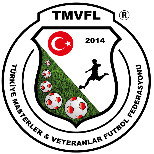 TMVFL
®
2014
TÜRKİYE MASTERLER & VETERANLAR FUTBOL FEDERASYONU